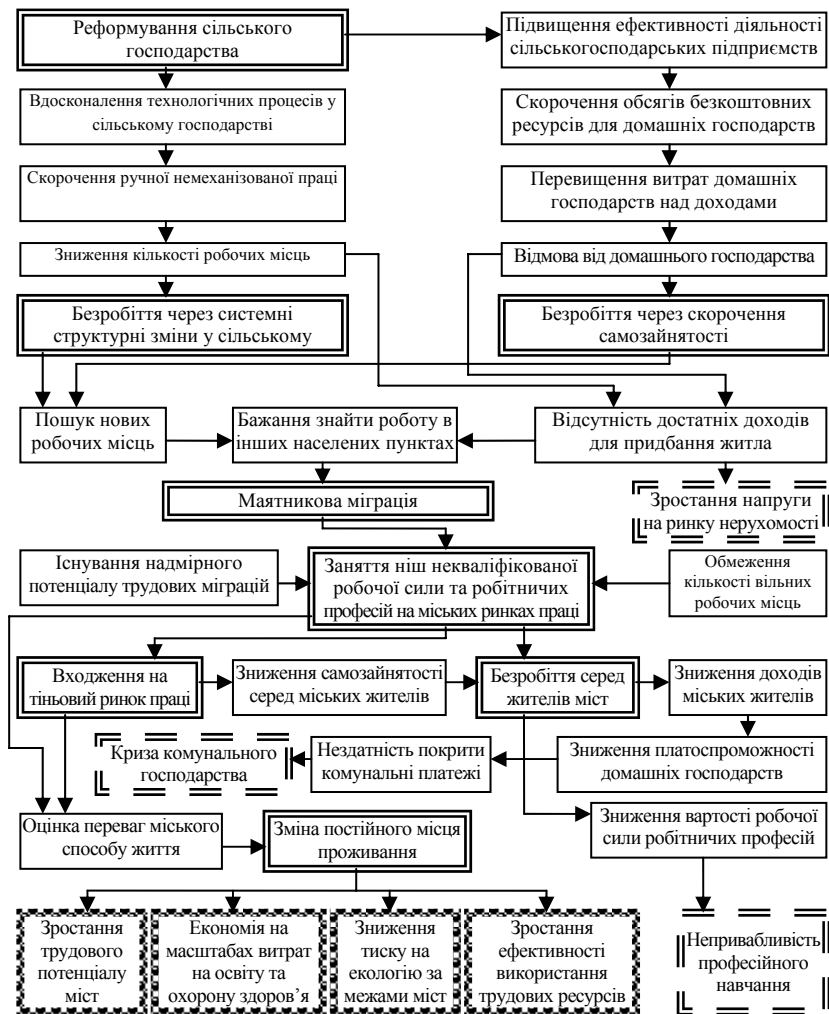 Реформування сільського
господарства
Підвищення ефективності діяльності
сільськогосподарських підприємств
Вдосконалення технологічних процесів у
сільському господарстві
Скорочення обсягів безкоштовних
ресурсів для домашніх господарств
Скорочення ручної немеханізованої праці
Перевищення витрат домашніх
господарств над доходами
Зниження кількості робочих місць
Відмова від домашнього господарства
Безробіття через системні
структурні зміни у сільському
Безробіття через скорочення
самозайнятості
Пошук нових
робочих місць
Бажання знайти роботу в
інших населених пунктах
Відсутність достатніх доходів
для придбання житла
Маятникова міграція
Зростання напруги
на ринку нерухомості
Існування надмірного
потенціалу трудових міграцій
Заняття ніш некваліфікованої
робочої сили та робітничих
професій на міських ринках праці
Обмеження
кількості вільних
робочих місць
Входження на
тіньовий ринок праці
Зниження самозайнятості
серед міських жителів
Безробіття серед
жителів міст
Зниження доходів
міських жителів
Криза комунального
господарства
Нездатність покрити
комунальні платежі
Зниження платоспроможності
домашніх господарств
Оцінка переваг міського
способу життя
Зміна постійного місця
проживання
Зниження вартості робочої
сили робітничих професій
Зростання
трудового
потенціалу
міст
Економія на
масштабах витрат
на освіту та
охорону здоров’я
Зниження
тиску на
екологію за
межами міст
Зростання
ефективності
використання
трудових ресурсів
Непривабливість
професійного
навчання